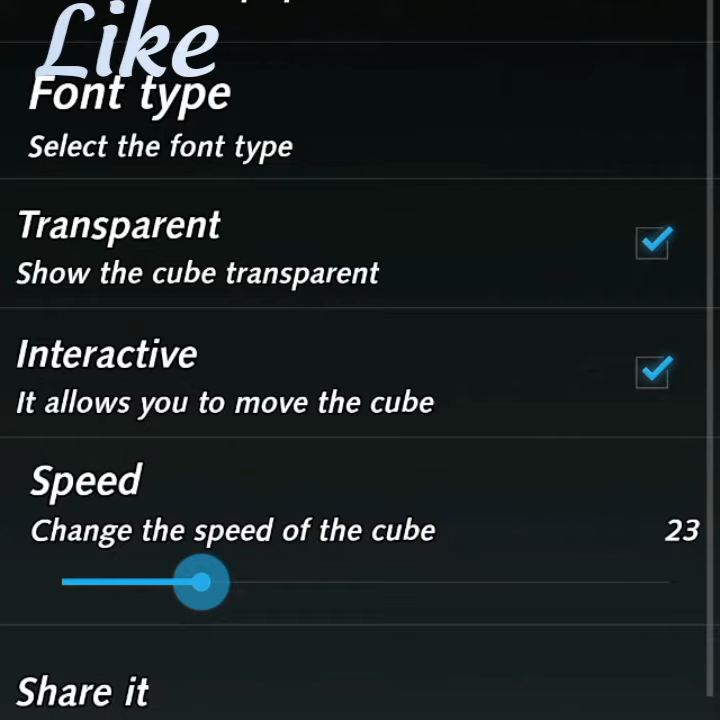 Like
Font type
Select the font type
Transparent
Show the cube transparent
Interactive
It allows you to move the cube
Speed
Change the speed of the cube
23
Share it